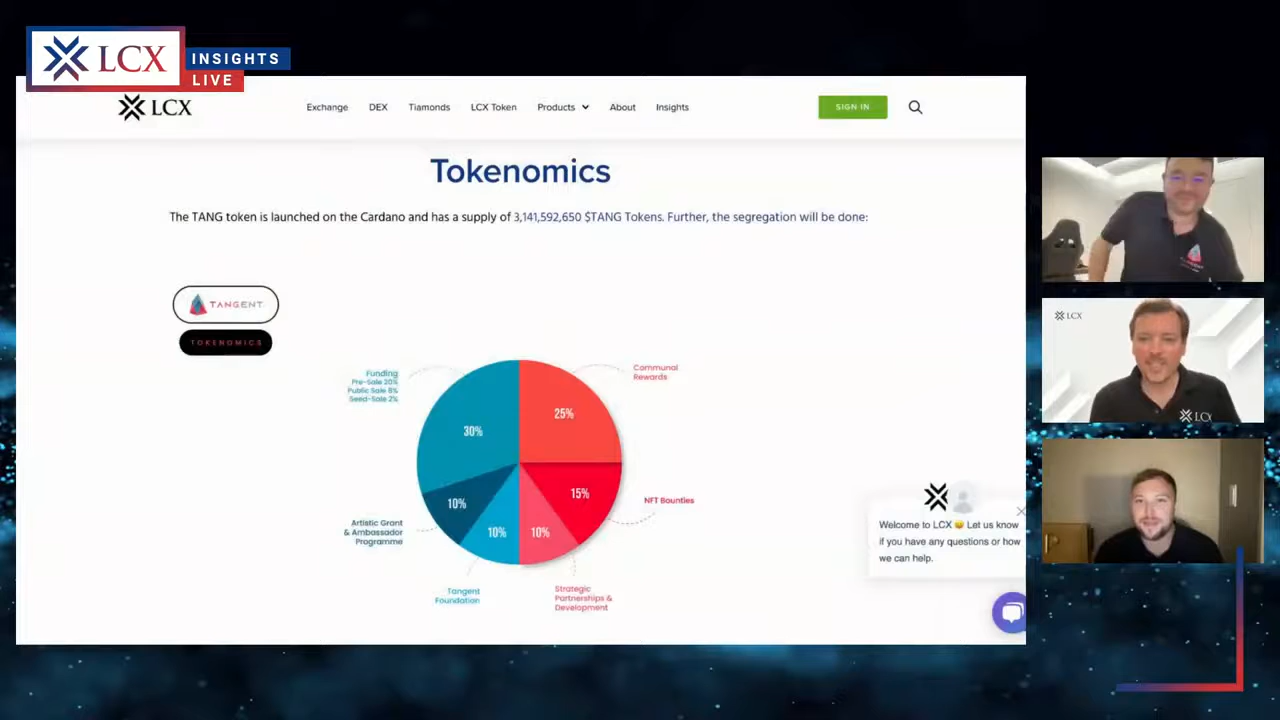 LCX
INSIGHTS
LIVE
LCX
Exchange
DEX
Tiamonds
LCX Token
Products
About
Insights
SIGN IN
Tokenomics
The TANG token is launched on the Cardano and has a supply of 3,141,592,650 $TANG Tokens. Further, the segregation will be done:
TANGENT
TOKENOMICS
Funding
Pre-Sale 20%
Public Sale 8%
Seed-Sale 2%
Communal
Rewards
30%
25%
10%
15%
10%
10%
NFT Bounties
Artistic Grant
& Ambassador
Programme
Tangent
Foundation
Strategic
Partnerships &
Development
Welcome to LCX 😀 Let us know
if you have any questions or how
we can help.
LCX
LCX